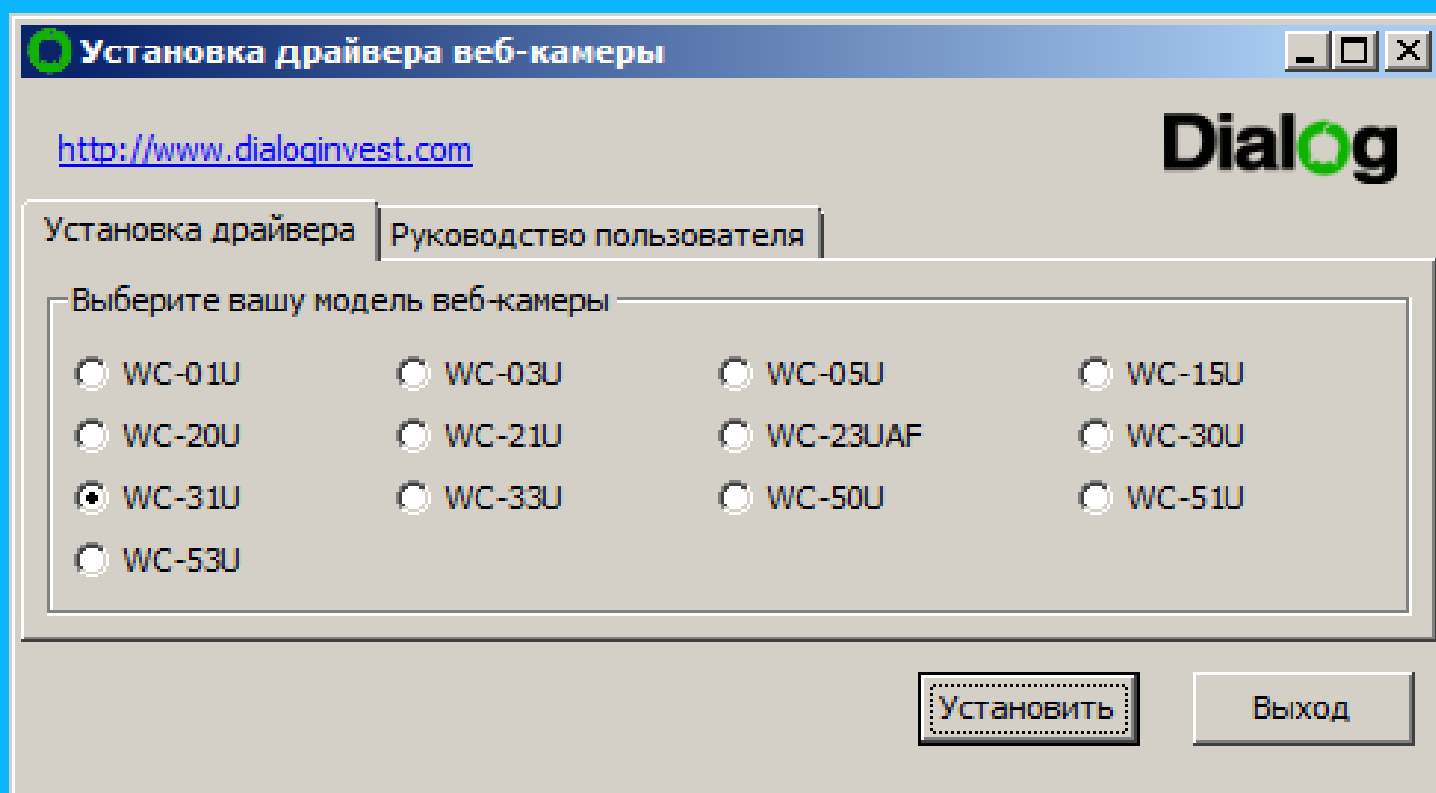 Установка драйвера веб-камеры
http://www.dialoginvest.com
Dialog
Установка драйвера Руководство пользователя
Выберите вашу модель веб-камеры
WC-01U WC-03U WC-05U WC-15U
WC-20U WC-21U WC-23UAF WC-30U
WC-31U WC-33U WC-50U WC-51U
WC-53U
Установить Выход